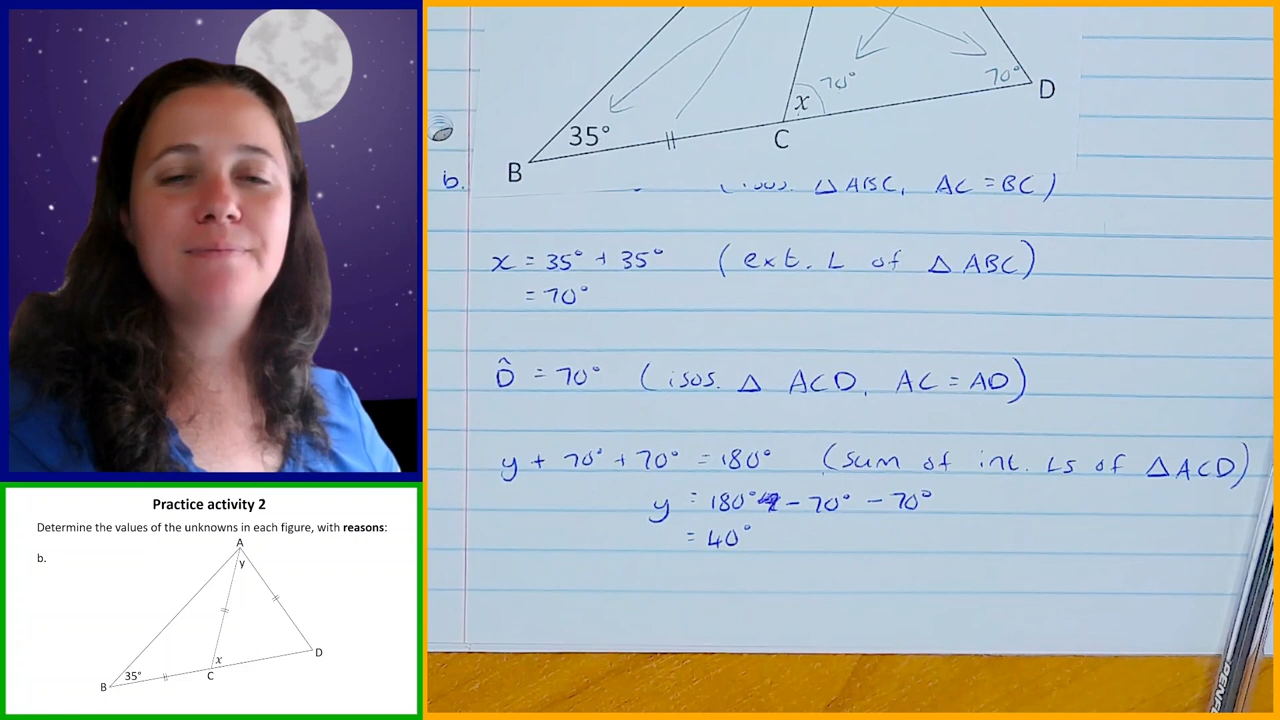 Practice activity 2
Determine the values of the unknowns in each figure, with reasons:
b.
A
y
35°
x
B
C
D
70°
70°
x
D
35°
C
B
b.
△ABC, AC = BC)
x = 35° + 35° (ext. L of △ABC)
= 70°
D̂ = 70° (isos. △ ACD, AC = AD)
y + 70° + 70° = 180° (sum of int. Ls of △ACD)
y = 180° - 70° - 70°
= 40°